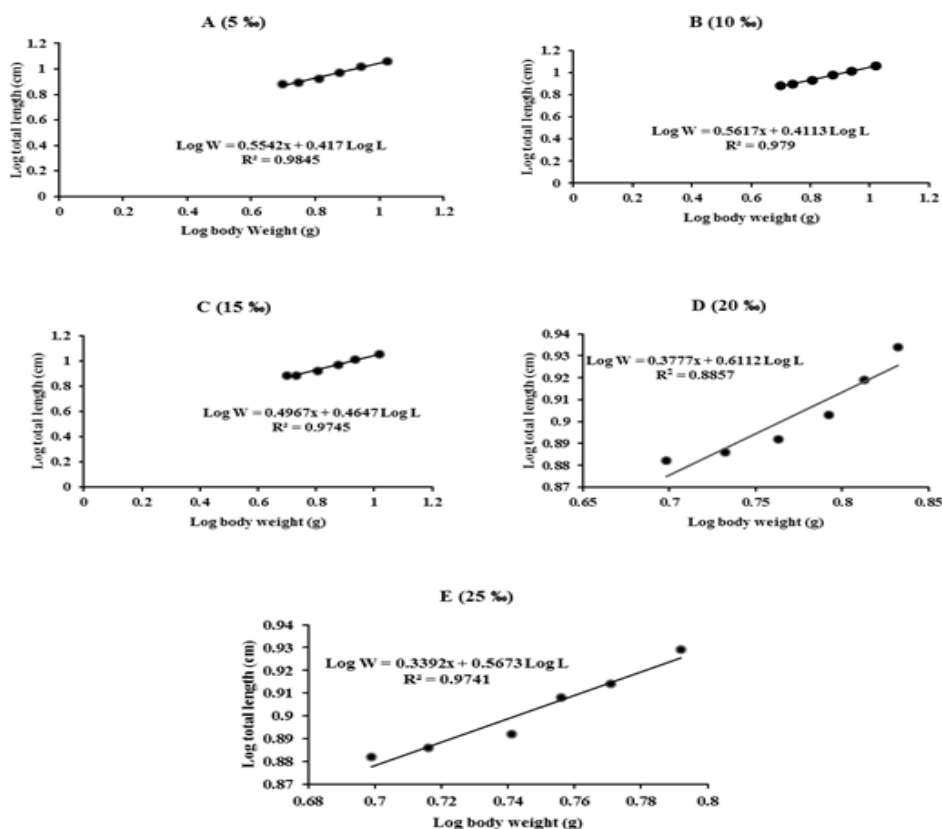 A (5 ‰)
Log total length (cm)
1.2
1
0.8
0.6
0.4
0.2
0
Log W = 0.5542x + 0.417 Log L
R² = 0.9845
0 0.2 0.4 0.6 0.8 1 1.2
Log body Weight (g)
B (10 ‰)
Log total length (cm)
1.2
1
0.8
0.6
0.4
0.2
0
Log W = 0.5617x + 0.4113 Log L
R² = 0.979
0 0.2 0.4 0.6 0.8 1 1.2
Log body weight (g)
C (15 ‰)
Log total length (cm)
1.2
1
0.8
0.6
0.4
0.2
0
Log W = 0.4967x + 0.4647 Log L
R² = 0.9745
0 0.2 0.4 0.6 0.8 1 1.2
Log body weight (g)
D (20 ‰)
Log total length (cm)
0.94
0.93
0.92
0.91
0.9
0.89
0.88
0.87
Log W = 0.3777x + 0.6112 Log L
R² = 0.8857
0.65 0.7 0.75 0.8 0.85
Log body weight (g)
E (25 ‰)
Log total length (cm)
0.94
0.93
0.92
0.91
0.9
0.89
0.88
0.87
Log W = 0.3392x + 0.5673 Log L
R² = 0.9741
0.68 0.7 0.72 0.74 0.76 0.78 0.8
Log body weight (g)